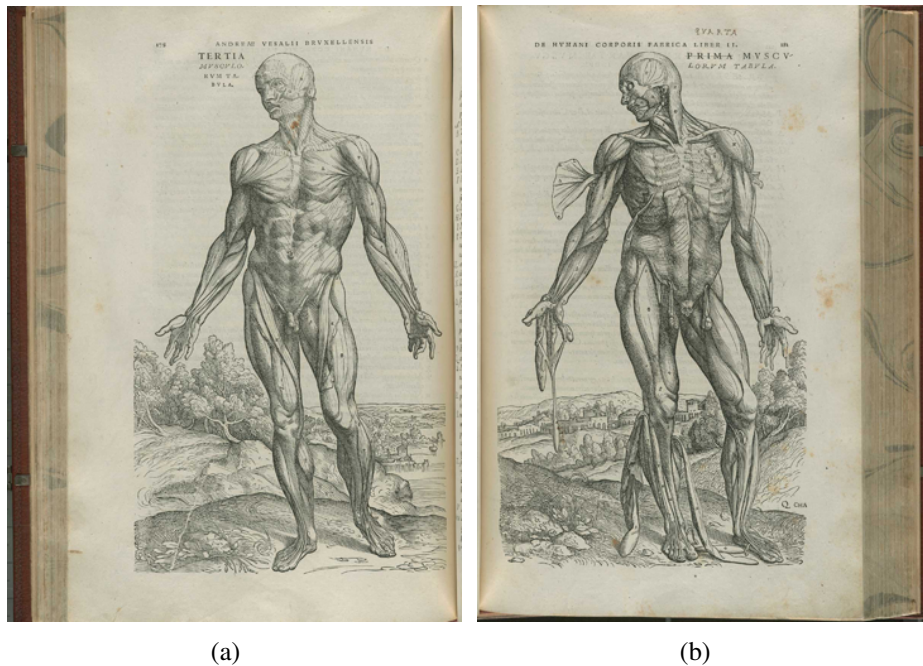 ANDREAE VESALII BRVXELLENSIS
TERTIA
MVSCVLO-
RVM TA-
BVLA.
QVARTA
DE HVMANI CORPORIS FABRICA LIBER II.
PRIMA MVSCV-
LORVM TABVLA.
Q
(a)
(b)